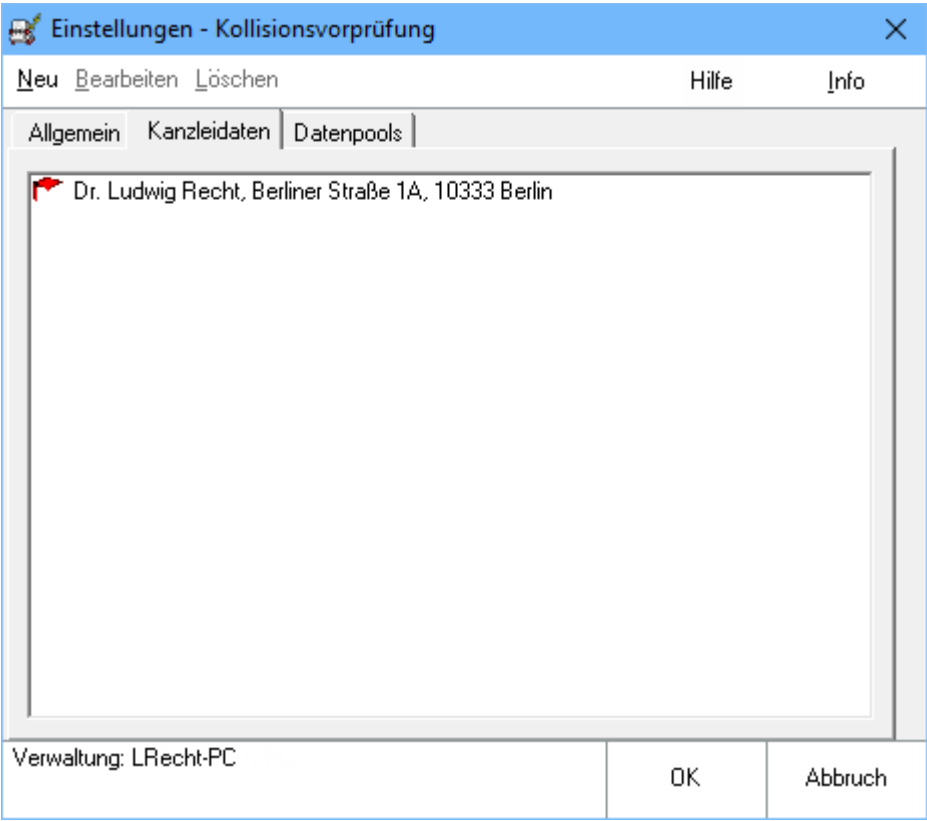 Einstellungen - Kollisionsvorprüfung
Neu Bearbeiten Löschen Hilfe Info
Allgemein Kanzleidaten Datenpools
Dr. Ludwig Recht, Berliner Straße 1A, 10333 Berlin
Verwaltung: LRecht-PC
OK Abbruch